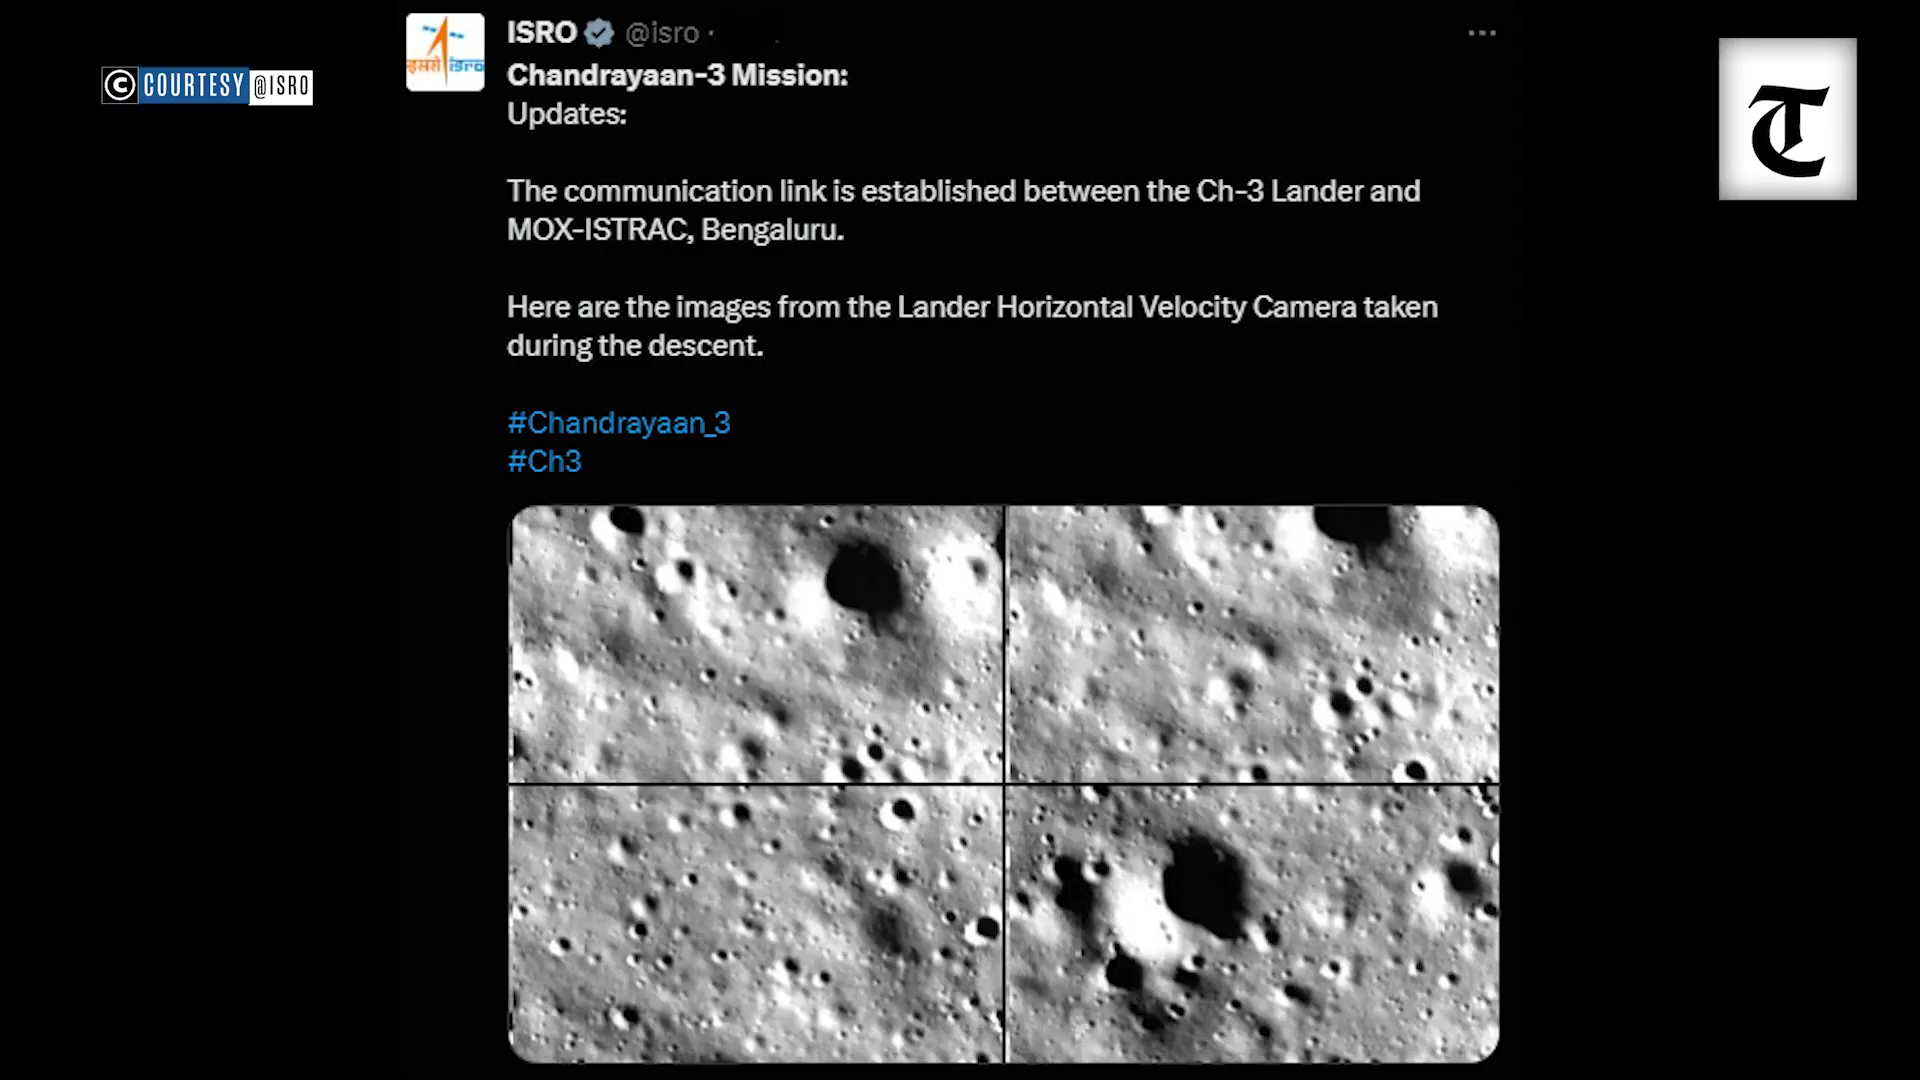 © COURTESY @ISRO
इसरो isro
ISRO @isro ·
Chandrayaan-3 Mission:
Updates:
The communication link is established between the Ch-3 Lander and
MOX-ISTRAC, Bengaluru.
Here are the images from the Lander Horizontal Velocity Camera taken
during the descent.
#Chandrayaan_3
#Ch3
T